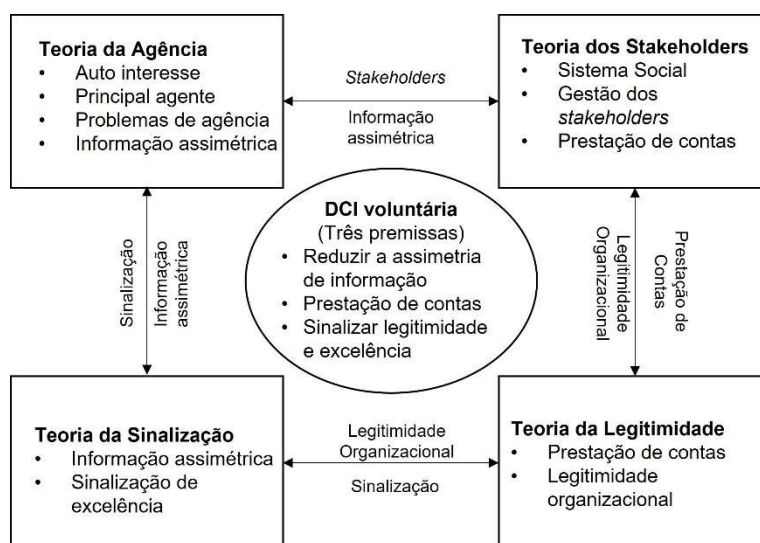 Teoria da Agência
• Auto interesse
• Principal agente
• Problemas de agência
• Informação assimétrica
Stakeholders
Informação
assimétrica
Teoria dos Stakeholders
• Sistema Social
• Gestão dos
stakeholders
• Prestação de contas
Sinalização
Informação
assimétrica
DCI voluntária
(Três premissas)
• Reduzir a assimetria
de informação
• Prestação de contas
• Sinalizar legitimidade
e excelência
Legitimidade
Organizacional
Prestação de
Contas
Teoria da Sinalização
• Informação assimétrica
• Sinalização de
excelência
Legitimidade
Organizacional
Sinalização
Teoria da Legitimidade
• Prestação de contas
• Legitimidade
organizacional